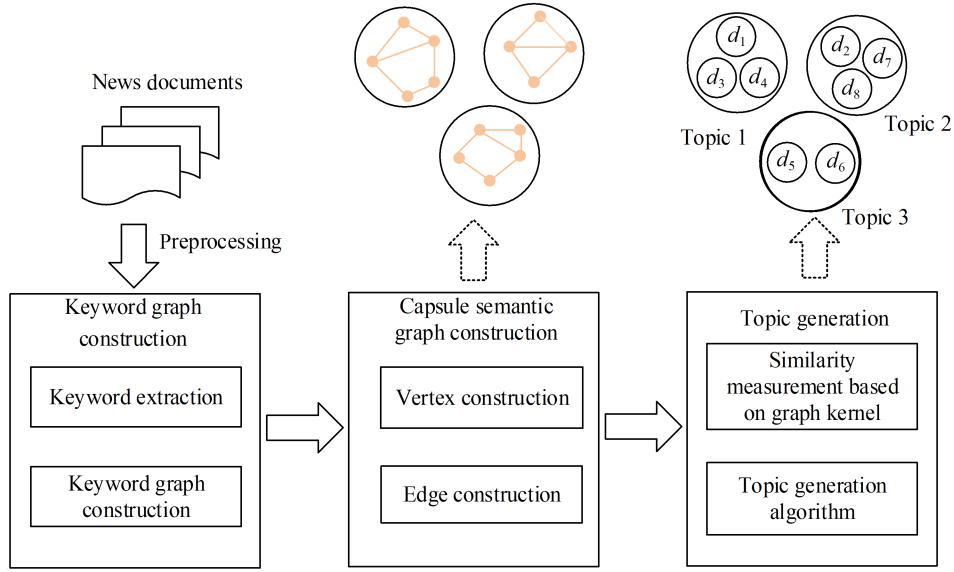 News documents
Preprocessing
Keyword graph
construction
Keyword extraction
Keyword graph
construction
Capsule semantic
graph construction
Vertex construction
Edge construction
d1
d3
d4
Topic 1
d2
d7
d8
Topic 2
d5
d6
Topic 3
Topic generation
Similarity
measurement based
on graph kernel
Topic generation
algorithm